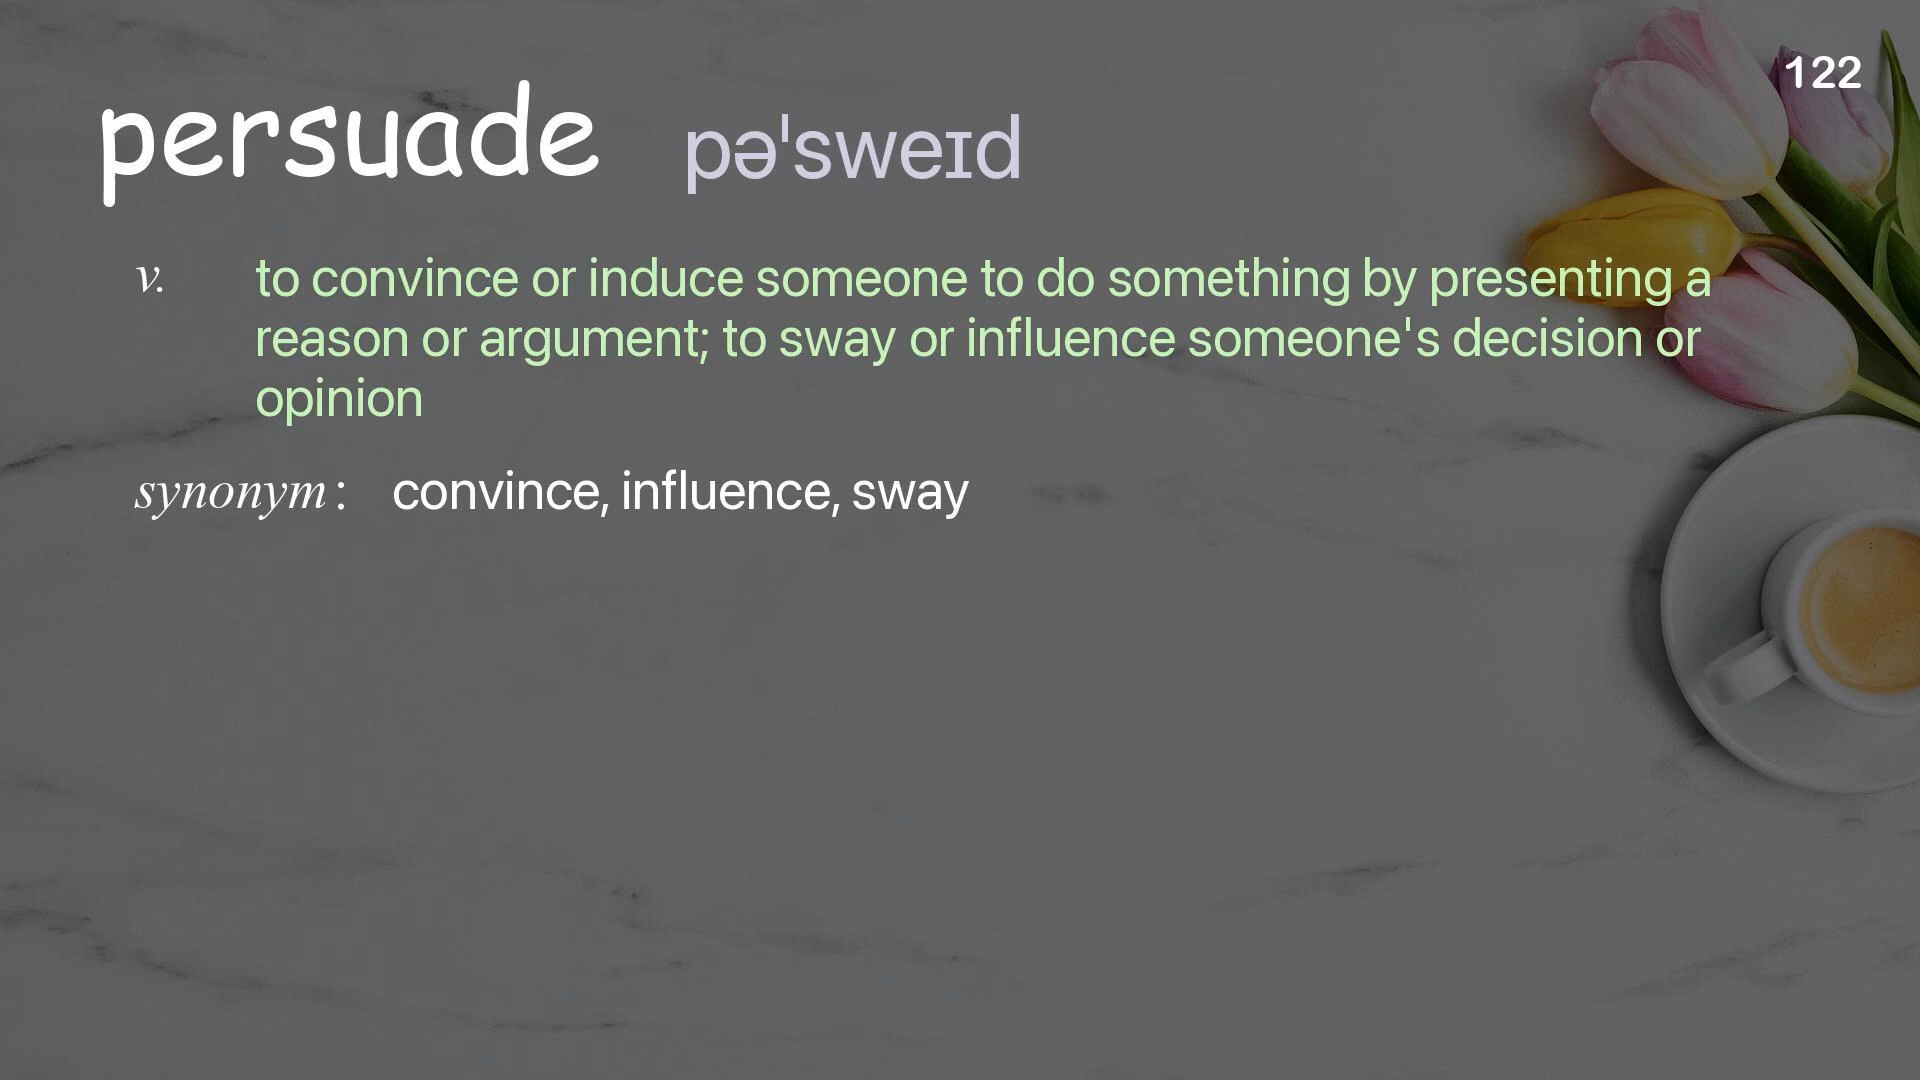 122
persuade pəˈsweɪd
v. to convince or induce someone to do something by presenting a
reason or argument; to sway or influence someone's decision or
opinion
synonym: convince, influence, sway